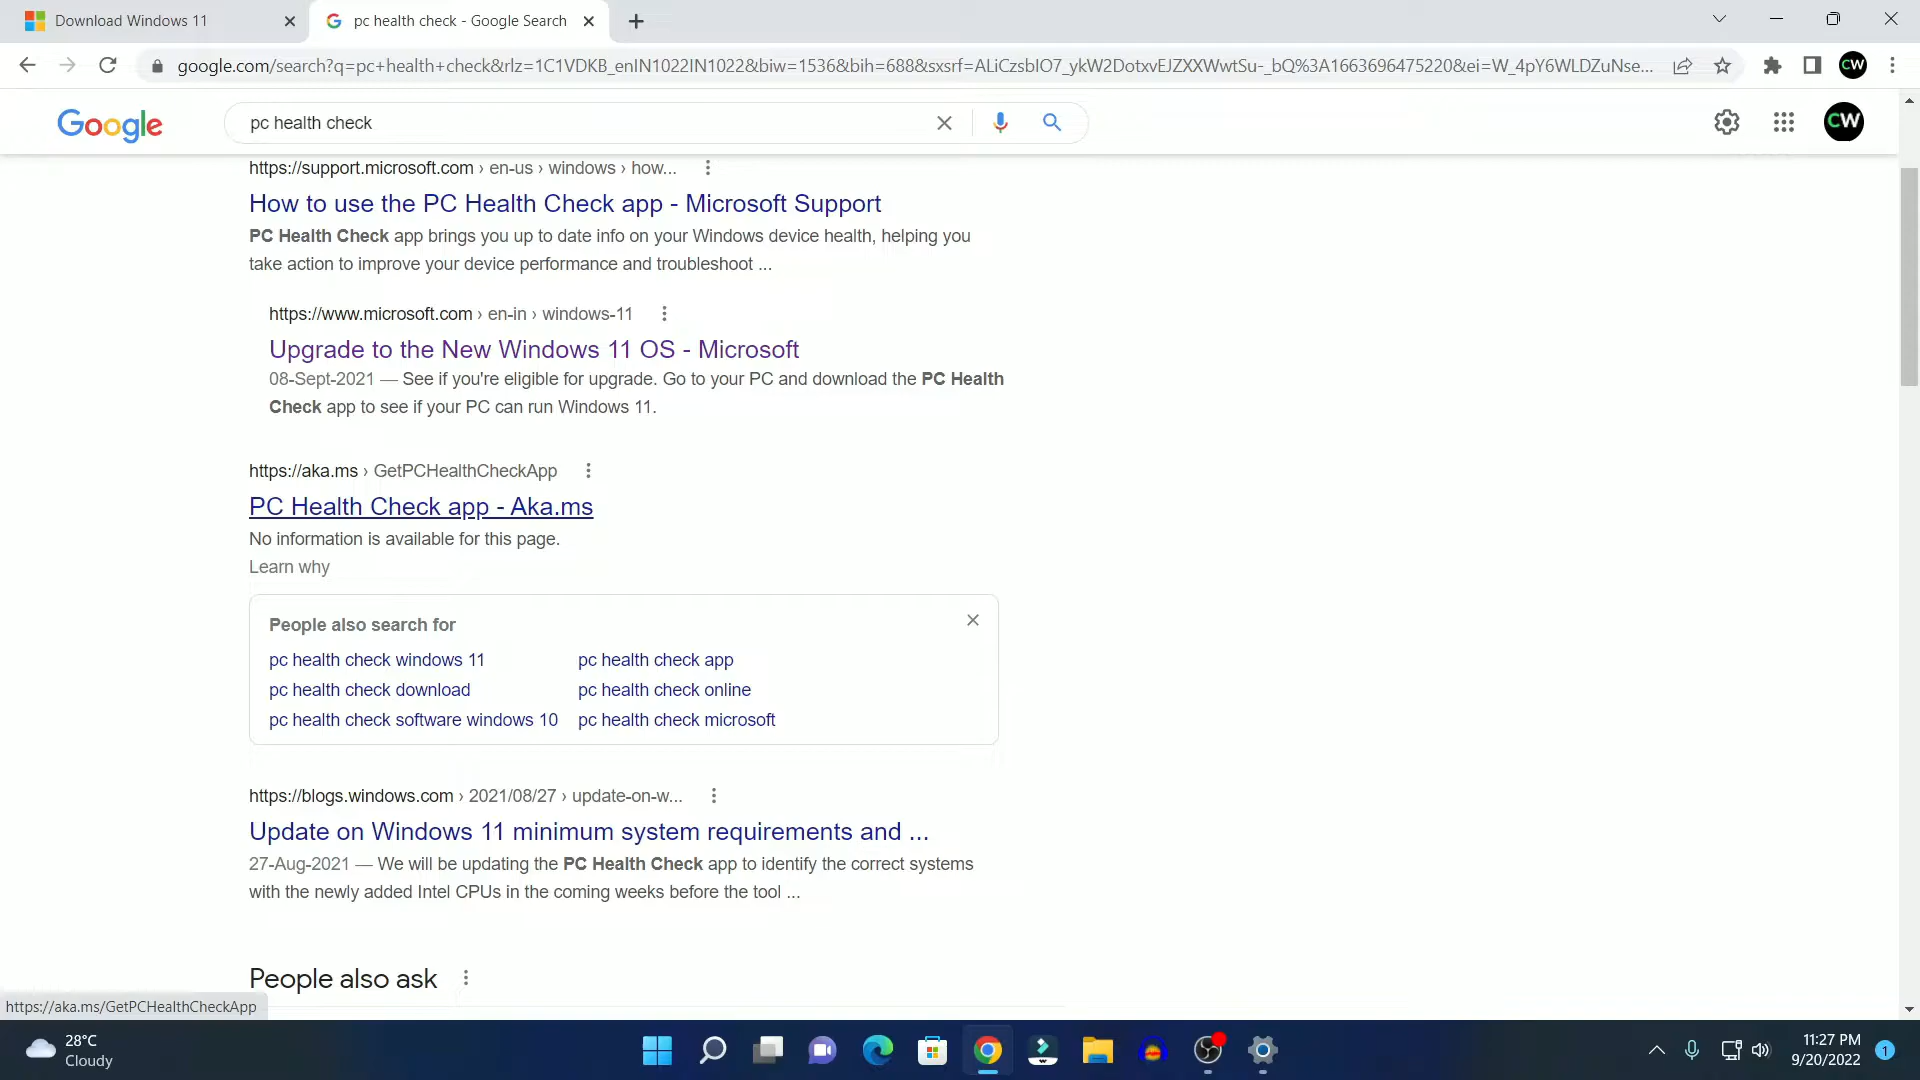 Download Windows 11
pc health check - Google Search
google.com/search?q=pc+health+check&rlz=1C1VDKB_enIN1022IN1022&biw=1536&bih=688&sxsrf=ALiCzsblO7_ykW2DotxvEJZXXWwtSu-_bQ%3A1663696475220&ei=W_4pY6WLDZuNse...
CW
Google
pc health check
CW
https://support.microsoft.com › en-us › windows › how...
How to use the PC Health Check app - Microsoft Support
PC Health Check app brings you up to date info on your Windows device health, helping you
take action to improve your device performance and troubleshoot ...
https://www.microsoft.com › en-in › windows-11
Upgrade to the New Windows 11 OS - Microsoft
08-Sept-2021 — See if you're eligible for upgrade. Go to your PC and download the PC Health
Check app to see if your PC can run Windows 11.
https://aka.ms › GetPCHealthCheckApp
PC Health Check app - Aka.ms
No information is available for this page.
Learn why
People also search for
pc health check windows 11
pc health check app
pc health check download
pc health check online
pc health check software windows 10
pc health check microsoft
https://blogs.windows.com › 2021/08/27 › update-on-w...
Update on Windows 11 minimum system requirements and ...
27-Aug-2021 — We will be updating the PC Health Check app to identify the correct systems
with the newly added Intel CPUs in the coming weeks before the tool ...
People also ask
https://aka.ms/GetPCHealthCheckApp
28°C
Cloudy
11:27 PM
9/20/2022
1